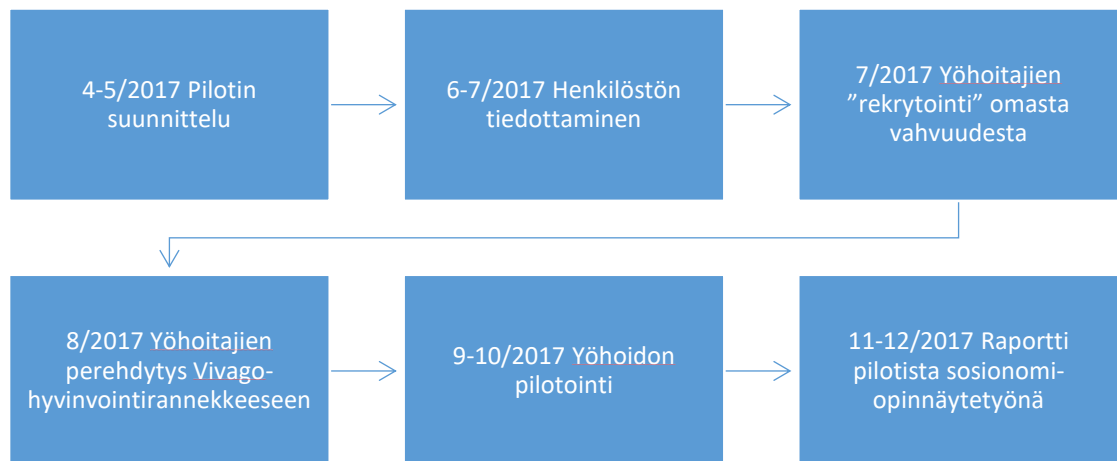 4-5/2017 Pilotin
suunnittelu
6-7/2017 Henkilöstön
tiedottaminen
7/2017 Yöhoitajien
”rekrytointi” omasta
vahvuudesta
8/2017 Yöhoitajien
perehdytys Vivago-
hyvinvointirannekkeeseen
9-10/2017 Yöhoidon
pilotointi
11-12/2017 Raportti
pilotista sosionomi-
opinnäytetyönä